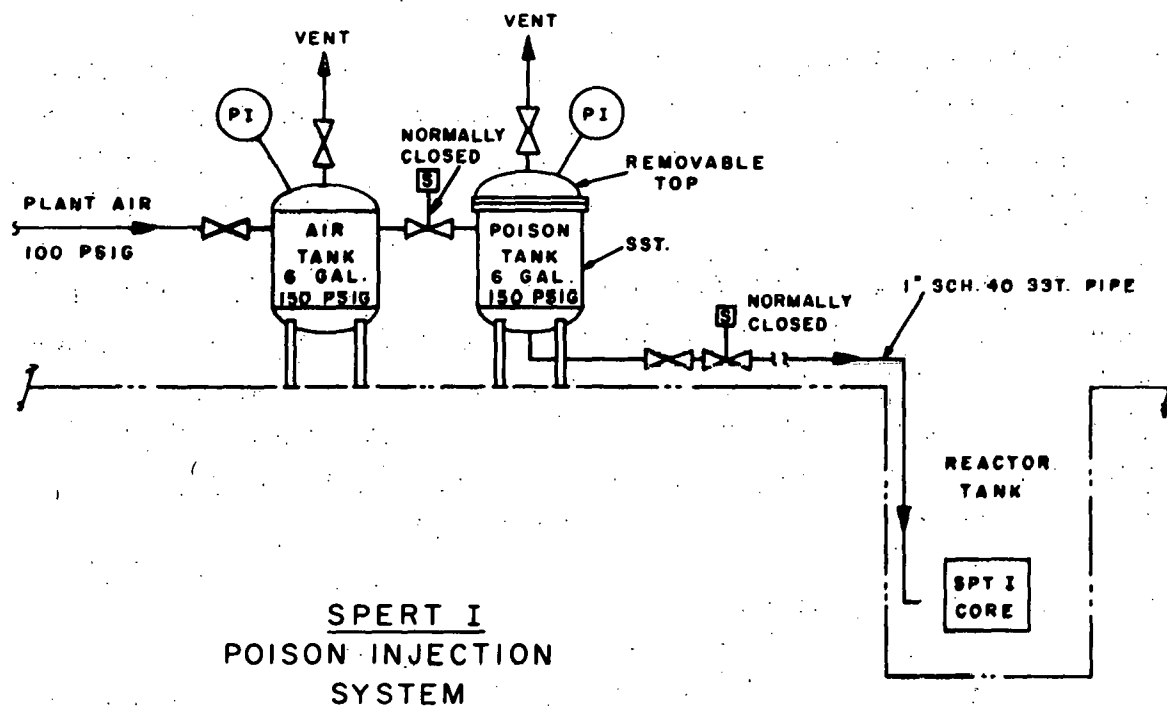 VENT
VENT
PI
PI
NORMALLY
CLOSED
S
REMOVABLE
TOP
PLANT AIR
100 PSIG
AIR
TANK
6 GAL.
150 PSIG
POISON
TANK
6 GAL.
150 PSIG
SST.
1" SCH. 40 SST. PIPE
S
NORMALLY
CLOSED
REACTOR
TANK
SPT I
CORE
SPERT I
POISON INJECTION
SYSTEM